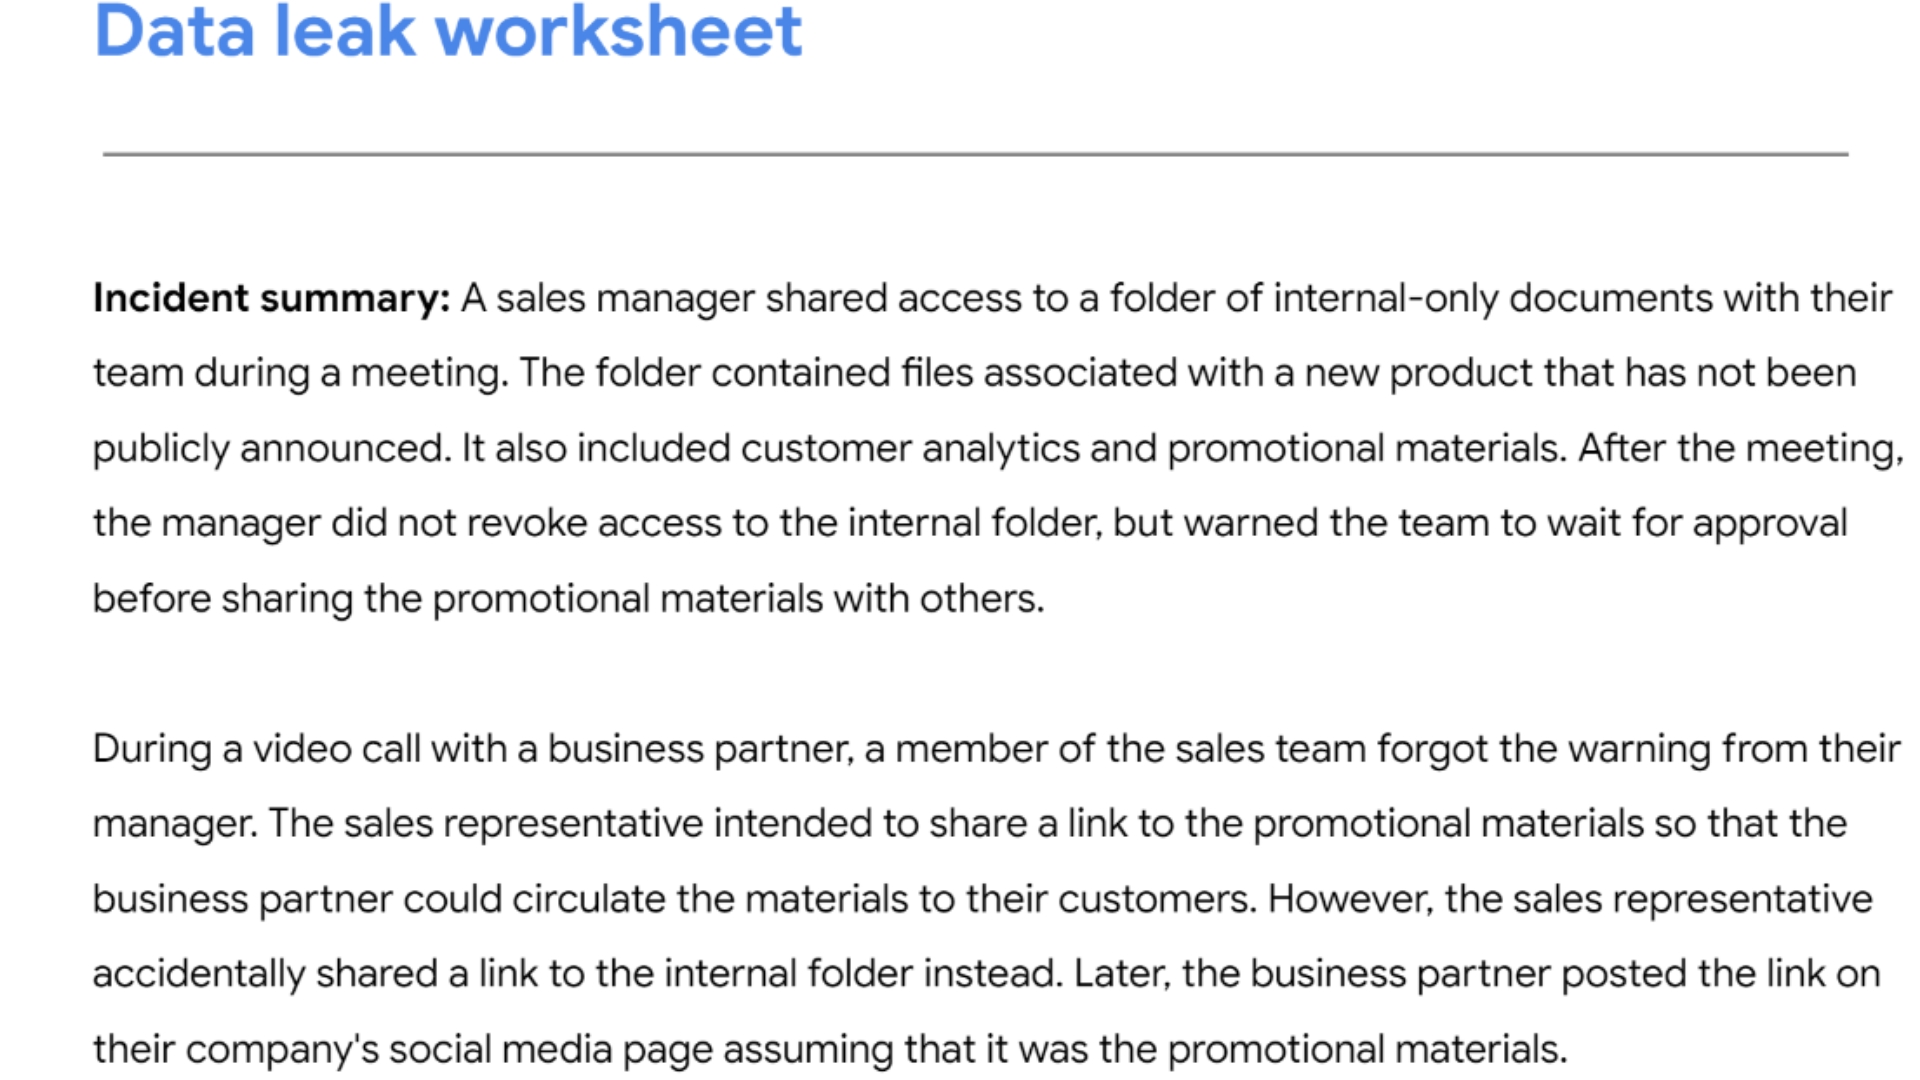 Data leak worksheet
Incident summary: A sales manager shared access to a folder of internal-only documents with their
team during a meeting. The folder contained files associated with a new product that has not been
publicly announced. It also included customer analytics and promotional materials. After the meeting,
the manager did not revoke access to the internal folder, but warned the team to wait for approval
before sharing the promotional materials with others.
During a video call with a business partner, a member of the sales team forgot the warning from their
manager. The sales representative intended to share a link to the promotional materials so that the
business partner could circulate the materials to their customers. However, the sales representative
accidentally shared a link to the internal folder instead. Later, the business partner posted the link on
their company's social media page assuming that it was the promotional materials.